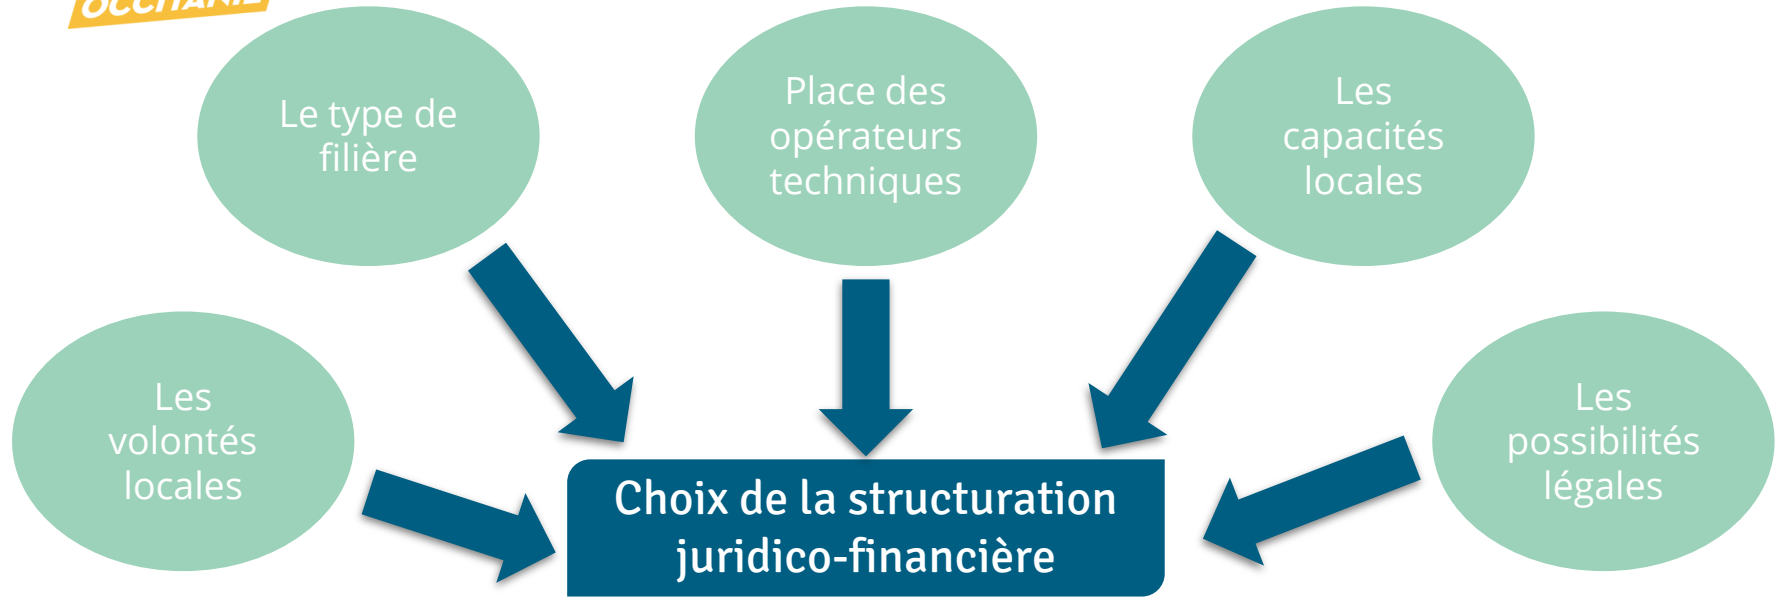 OCCITANIE
Le type de
filière
Place des
opérateurs
techniques
Les
capacités
locales
Les
volontés
locales
Les
possibilités
légales
Choix de la structuration
juridico-financière